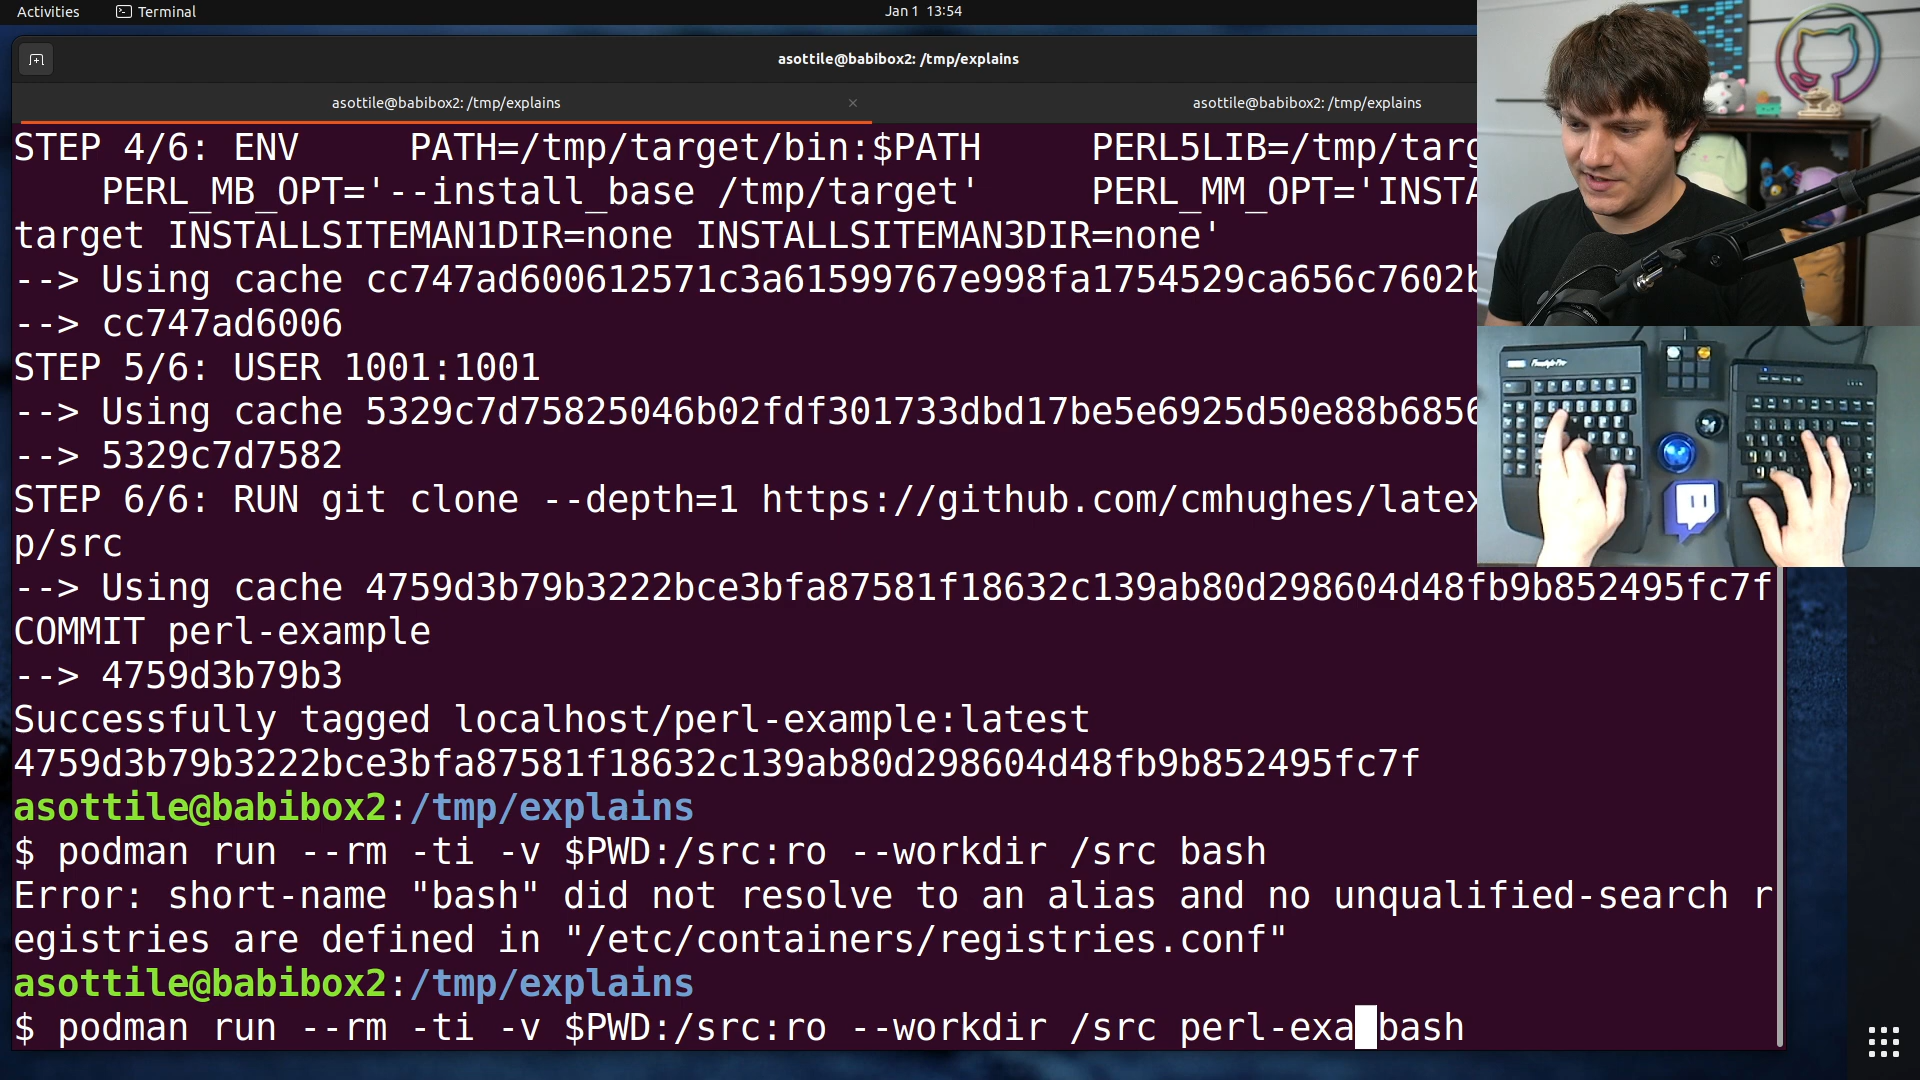 Activities
Terminal
Jan 1 13:54
asottile@babibox2: /tmp/explains
asottile@babibox2: /tmp/explains ×
asottile@babibox2: /tmp/explains
STEP 4/6: ENV PATH=/tmp/target/bin:$PATH PERL5LIB=/tmp/targ
PERL_MB_OPT='--install_base /tmp/target' PERL_MM_OPT='INSTA
target INSTALLSITEMAN1DIR=none INSTALLSITEMAN3DIR=none'
--> Using cache cc747ad600612571c3a61599767e998fa1754529ca656c7602b
--> cc747ad6006
STEP 5/6: USER 1001:1001
--> Using cache 5329c7d75825046b02fdf301733dbd17be5e6925d50e88b6856
--> 5329c7d7582
STEP 6/6: RUN git clone --depth=1 https://github.com/cmhughes/latex
p/src
--> Using cache 4759d3b79b3222bce3bfa87581f18632c139ab80d298604d48fb9b852495fc7f
COMMIT perl-example
--> 4759d3b79b3
Successfully tagged localhost/perl-example:latest
4759d3b79b3222bce3bfa87581f18632c139ab80d298604d48fb9b852495fc7f
asottile@babibox2:/tmp/explains
$ podman run --rm -ti -v $PWD:/src:ro --workdir /src bash
Error: short-name "bash" did not resolve to an alias and no unqualified-search r
egistries are defined in "/etc/containers/registries.conf"
asottile@babibox2:/tmp/explains
$ podman run --rm -ti -v $PWD:/src:ro --workdir /src perl-exa bash